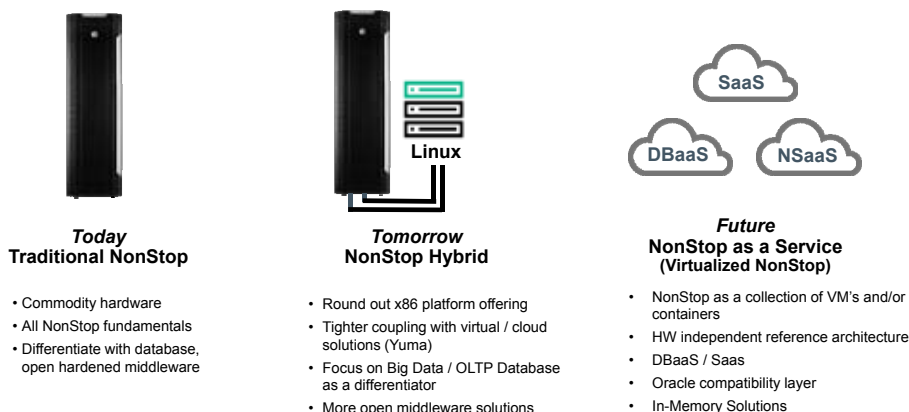 Linux
SaaS
DBaaS
NSaaS
Today
Traditional NonStop
• Commodity hardware
• All NonStop fundamentals
• Differentiate with database,
open hardened middleware
Tomorrow
NonStop Hybrid
• Round out x86 platform offering
• Tighter coupling with virtual / cloud
solutions (Yuma)
• Focus on Big Data / OLTP Database
as a differentiator
• More open middleware solutions
Future
NonStop as a Service
(Virtualized NonStop)
• NonStop as a collection of VM's and/or
containers
• HW independent reference architecture
• DBaaS / Saas
• Oracle compatibility layer
• In-Memory Solutions